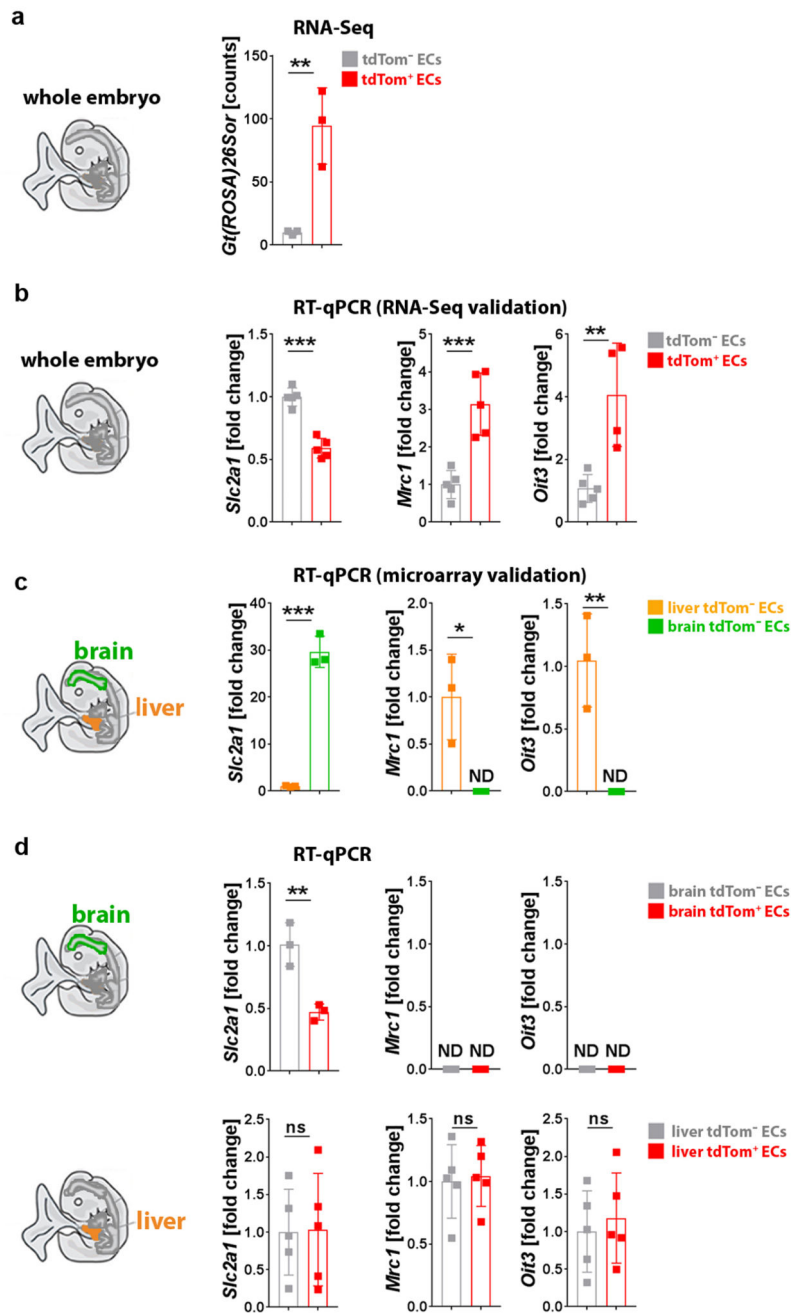 a
RNA-Seq
whole embryo
Gt(ROSA)26Sor [counts]
150
100
50
0
**
tdTom⁻ ECs
tdTom⁺ ECs
b
RT-qPCR (RNA-Seq validation)
whole embryo
Slc2a1 [fold change]
1.5
1.0
0.5
0.0
***
Mrc1 [fold change]
5
4
3
2
1
0
***
Oit3 [fold change]
6
4
2
0
**
tdTom⁻ ECs
tdTom⁺ ECs
c
RT-qPCR (microarray validation)
brain
liver
Slc2a1 [fold change]
40
30
20
10
0
***
Mrc1 [fold change]
2.0
1.5
1.0
0.5
0.0
*
ND
Oit3 [fold change]
1.5
1.0
0.5
0.0
**
ND
liver tdTom⁻ ECs
brain tdTom⁻ ECs
d
RT-qPCR
brain
Slc2a1 [fold change]
1.5
1.0
0.5
0.0
**
Mrc1 [fold change]
1.5
1.0
0.5
0.0
ND ND
Oit3 [fold change]
1.5
1.0
0.5
0.0
ND ND
brain tdTom⁻ ECs
brain tdTom⁺ ECs
liver
Slc2a1 [fold change]
2.5
2.0
1.5
1.0
0.5
0.0
ns
Mrc1 [fold change]
1.5
1.0
0.5
0.0
ns
Oit3 [fold change]
2.5
2.0
1.5
1.0
0.5
0.0
ns
liver tdTom⁻ ECs
liver tdTom⁺ ECs